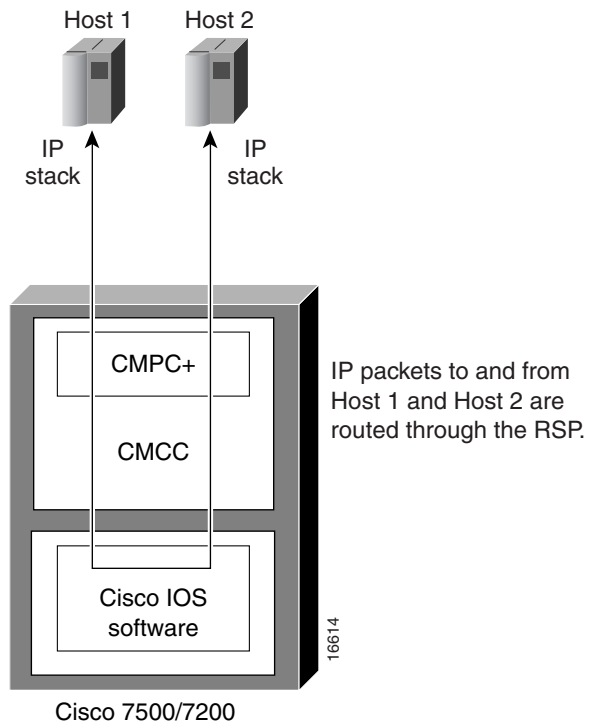 Host 1
Host 2
IP
stack
IP
stack
CMPC+
CMCC
IP packets to and from
Host 1 and Host 2 are
routed through the RSP.
Cisco IOS
software
16614
Cisco 7500/7200